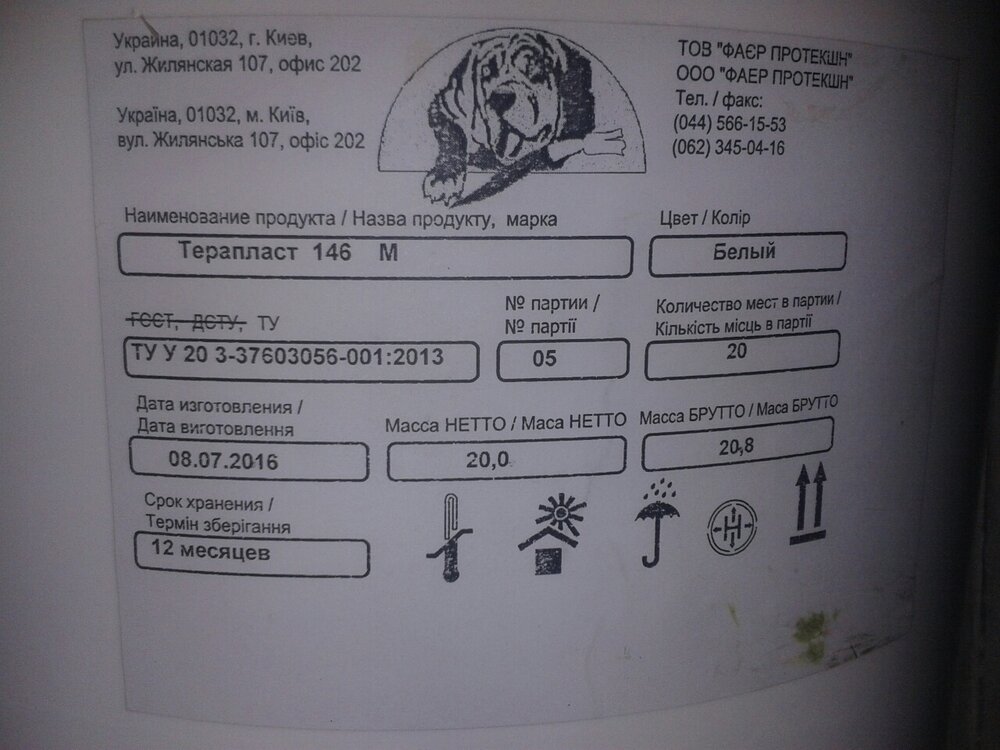 Украина, 01032, г. Киев,
ул. Жилянская 107, офис 202
Україна, 01032, м. Київ,
вул. Жилянська 107, офіс 202
ТОВ "ФАЄР ПРОТЕКШН"
ООО "ФАЕР ПРОТЕКШН"
Тел. / факс:
(044) 566-15-53
(062) 345-04-16
Наименование продукта / Назва продукту, марка
Терапласт 146 М
Цвет / Колір
Белый
ГОСТ, ДСТУ, ТУ
ТУ У 20 3-37603056-001:2013
№ партии /
№ партії
05
Количество мест в партии /
Кількість місць в партії
20
Дата изготовления /
Дата виготовлення
08.07.2016
Масса НЕТТО / Маса НЕТТО
20,0
Масса БРУТТО / Маса БРУТТО
20,8
Срок хранения /
Термін зберігання
12 месяцев
Н